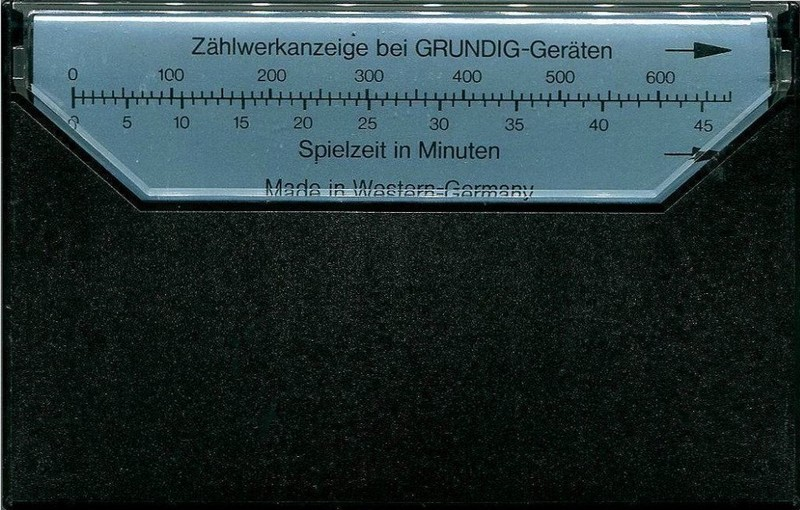 Zählwerkanzeige bei GRUNDIG-Geräten
0 100 200 300 400 500 600
0 5 10 15 20 25 30 35 40 45
Spielzeit in Minuten
Made in Western-Germany